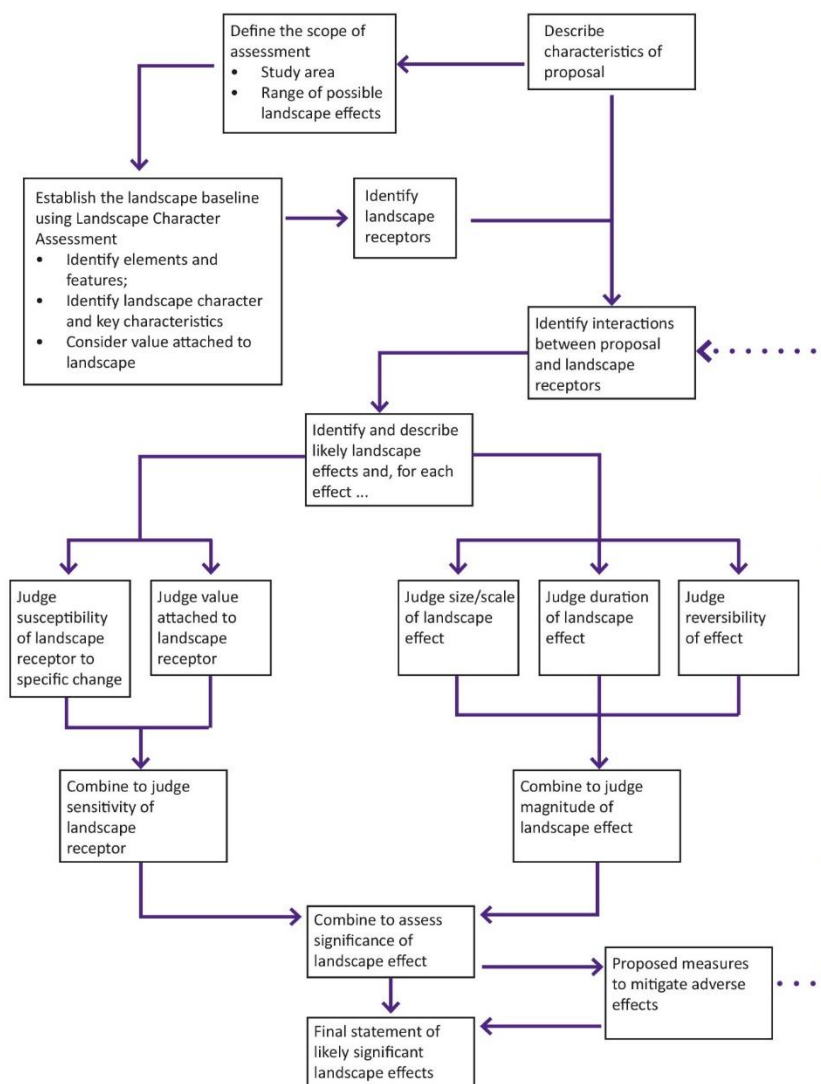 Define the scope of
assessment
• Study area
• Range of possible
landscape effects
Describe
characteristics of
proposal
Establish the landscape baseline
using Landscape Character
Assessment
• Identify elements and
features;
• Identify landscape character
and key characteristics
• Consider value attached to
landscape
Identify
landscape
receptors
Identify interactions
between proposal
and landscape
receptors
Identify and describe
likely landscape
effects and, for each
effect ...
Judge
susceptibility
of landscape
receptor to
specific change
Judge value
attached to
landscape
receptor
Judge size/scale
of landscape
effect
Judge duration
of landscape
effect
Judge
reversibility
of effect
Combine to judge
sensitivity of
landscape
receptor
Combine to judge
magnitude of
landscape effect
Combine to assess
significance of
landscape effect
Proposed measures
to mitigate adverse
effects
Final statement of
likely significant
landscape effects